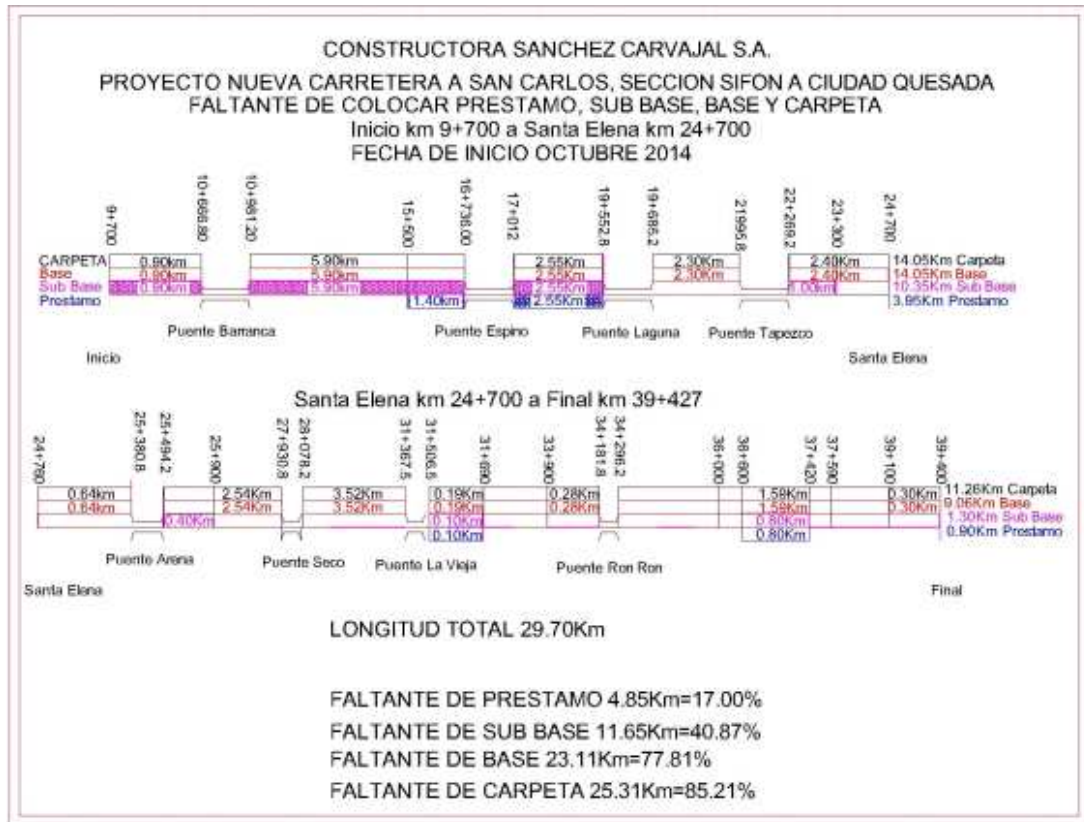 CONSTRUCTORA SANCHEZ CARVAJAL S.A.
PROYECTO NUEVA CARRETERA A SAN CARLOS, SECCION SIFON A CIUDAD QUESADA
FALTANTE DE COLOCAR PRESTAMO, SUB BASE, BASE Y CARPETA
Inicio km 9+700 a Santa Elena km 24+700
FECHA DE INICIO OCTUBRE 2014
9+700 10+666.80 10+981.20 15+500 16+736.00 17+012 19+552.8 19+685.2 21995.8 22+269.2 23+300 24+700
CARPETA 0.90km 5.90km 2.55Km 2.30Km 2.40Km 14.05Km Carpeta
Base 0.90km 5.90km 2.55Km 2.30Km 2.40Km 14.05Km Base
Sub Base 0.90km 5.90km 2.55Km 1.00Km 10.35Km Sub Base
Prestamo 1.40km 2.55Km 3.95Km Prestamo
Puente Barranca Puente Espino Puente Laguna Puente Tapezco
Inicio Santa Elena
Santa Elena km 24+700 a Final km 39+427
24+790 25+380.8 25+494.2 25+900 27+930.8 28+078.2 31+367.5 31+506.5 31+690 33+900 34+181.8 34+296.2 36+000 36+600 37+420 37+590 39+100 39+400
0.64km 2.54Km 3.52Km 0.19Km 0.28Km 1.59Km 0.30Km 11.26Km Carpeta
0.64km 2.54Km 3.52Km 0.19Km 0.28Km 1.59Km 0.30Km 9.06Km Base
0.40Km 0.10Km 0.80Km 1.30Km Sub Base
0.10Km 0.80Km 0.90Km Prestamo
Puente Arena Puente Seco Puente La Vieja Puente Ron Ron
Santa Elena Final
LONGITUD TOTAL 29.70Km
FALTANTE DE PRESTAMO 4.85Km=17.00%
FALTANTE DE SUB BASE 11.65Km=40.87%
FALTANTE DE BASE 23.11Km=77.81%
FALTANTE DE CARPETA 25.31Km=85.21%